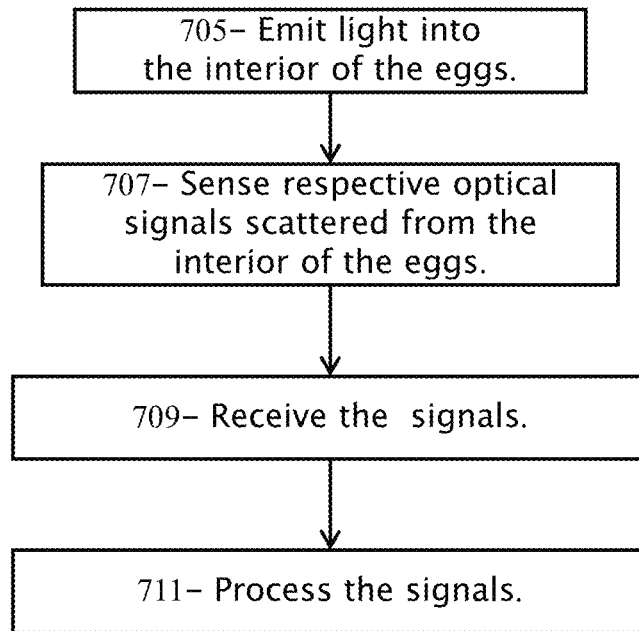 705– Emit light into
the interior of the eggs.
707– Sense respective optical
signals scattered from the
interior of the eggs.
709– Receive the signals.
711– Process the signals.